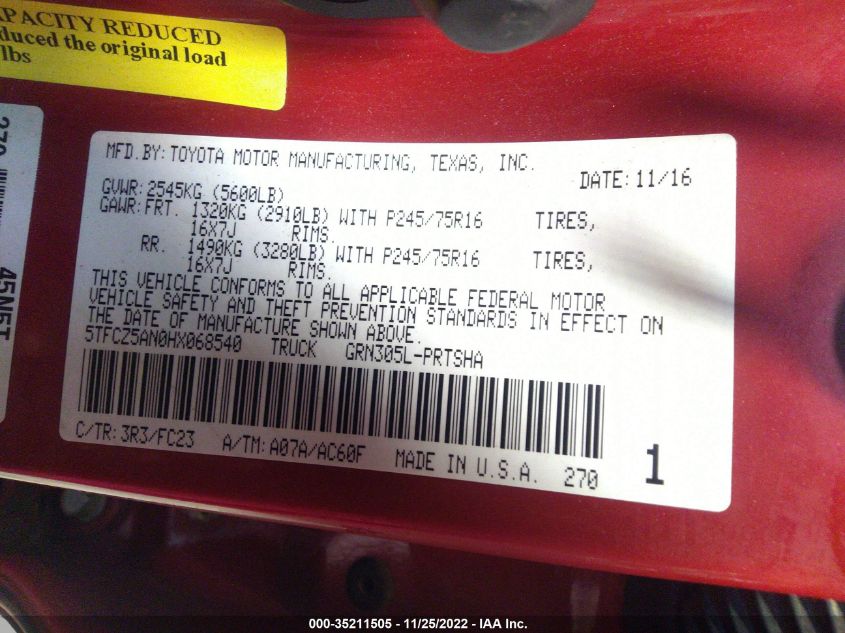 APACITY REDUCED
duced the original load
lbs
270
45N5T
MFD.BY: TOYOTA MOTOR MANUFACTURING, TEXAS, INC.
DATE: 11/16
GVWR: 2545KG (5600LB)
GAWR: FRT. 1320KG (2910LB) WITH P245/75R16 TIRES,
16X7J RIMS.
RR. 1490KG (3280LB) WITH P245/75R16 TIRES,
16X7J RIMS.
THIS VEHICLE CONFORMS TO ALL APPLICABLE FEDERAL MOTOR
VEHICLE SAFETY AND THEFT PREVENTION STANDARDS IN EFFECT ON
THE DATE OF MANUFACTURE SHOWN ABOVE.
5TFCZ5AN0HX068540 TRUCK GRN305L-PRTSHA
C/TR: 3R3/FC23 A/TM: A07A/AC60F MADE IN U.S.A. 270 1
000-35211505 - 11/25/2022 - IAA Inc.